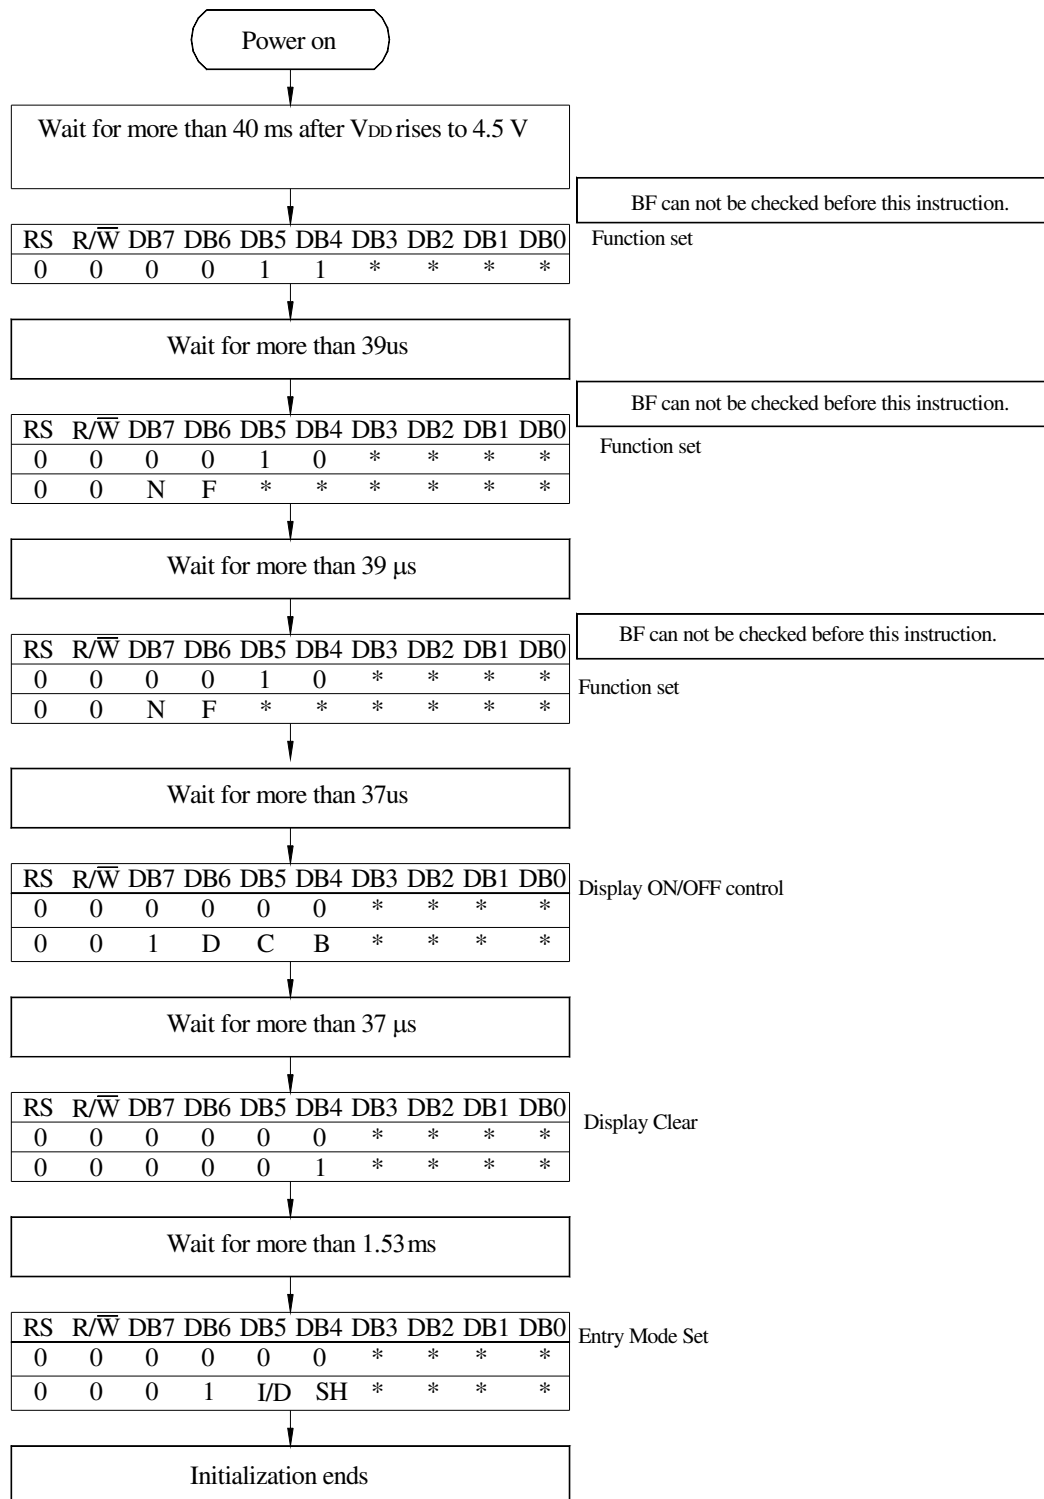 Power on
Wait for more than 40 ms after VDD rises to 4.5 V
BF can not be checked before this instruction.
RS R/W̅ DB7 DB6 DB5 DB4 DB3 DB2 DB1 DB0
Function set
0 0 0 0 1 1 * * * *
Wait for more than 39us
BF can not be checked before this instruction.
RS R/W̅ DB7 DB6 DB5 DB4 DB3 DB2 DB1 DB0
Function set
0 0 0 0 1 0 * * * *
0 0 N F * * * * * *
Wait for more than 39 μs
BF can not be checked before this instruction.
RS R/W̅ DB7 DB6 DB5 DB4 DB3 DB2 DB1 DB0
0 0 0 0 1 0 * * * *
Function set
0 0 N F * * * * * *
Wait for more than 37us
RS R/W̅ DB7 DB6 DB5 DB4 DB3 DB2 DB1 DB0
Display ON/OFF control
0 0 0 0 0 0 * * * *
0 0 1 D C B * * * *
Wait for more than 37 μs
RS R/W̅ DB7 DB6 DB5 DB4 DB3 DB2 DB1 DB0
Display Clear
0 0 0 0 0 0 * * * *
0 0 0 0 0 1 * * * *
Wait for more than 1.53ms
RS R/W̅ DB7 DB6 DB5 DB4 DB3 DB2 DB1 DB0
Entry Mode Set
0 0 0 0 0 0 * * * *
0 0 0 1 I/D SH * * * *
Initialization ends